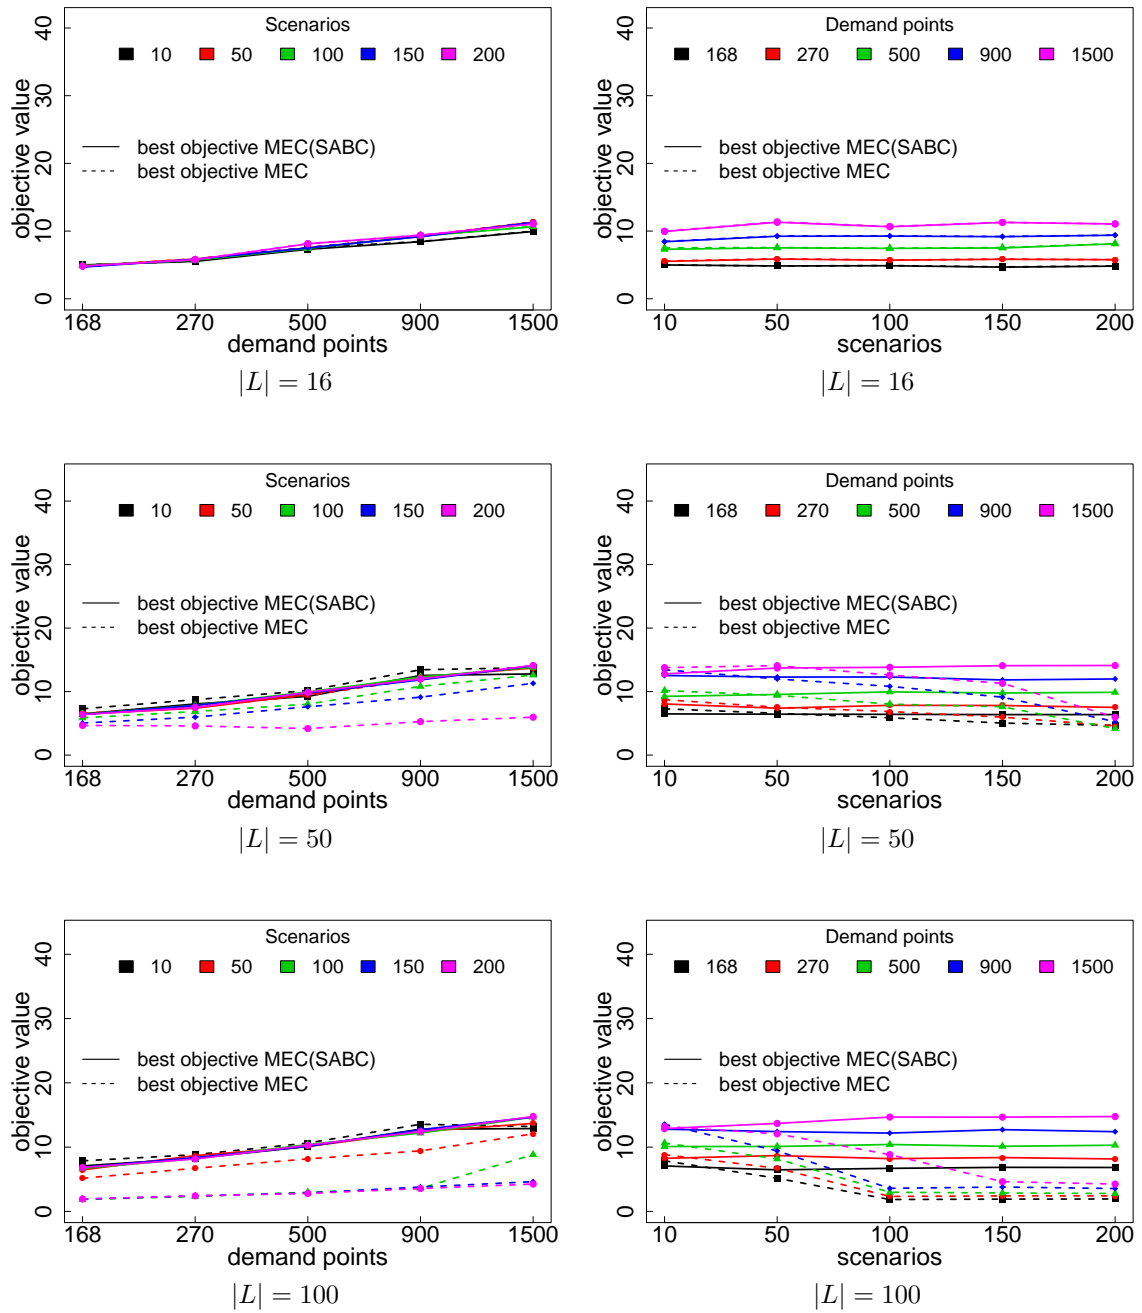 Scenarios
10 50 100 150 200
best objective MEC(SABC)
best objective MEC
objective value
0 10 20 30 40
168 270 500 900 1500
demand points
|L| = 16
Demand points
168 270 500 900 1500
best objective MEC(SABC)
best objective MEC
objective value
0 10 20 30 40
10 50 100 150 200
scenarios
|L| = 16
Scenarios
10 50 100 150 200
best objective MEC(SABC)
best objective MEC
objective value
0 10 20 30 40
168 270 500 900 1500
demand points
|L| = 50
Demand points
168 270 500 900 1500
best objective MEC(SABC)
best objective MEC
objective value
0 10 20 30 40
10 50 100 150 200
scenarios
|L| = 50
Scenarios
10 50 100 150 200
best objective MEC(SABC)
best objective MEC
objective value
0 10 20 30 40
168 270 500 900 1500
demand points
|L| = 100
Demand points
168 270 500 900 1500
best objective MEC(SABC)
best objective MEC
objective value
0 10 20 30 40
10 50 100 150 200
scenarios
|L| = 100